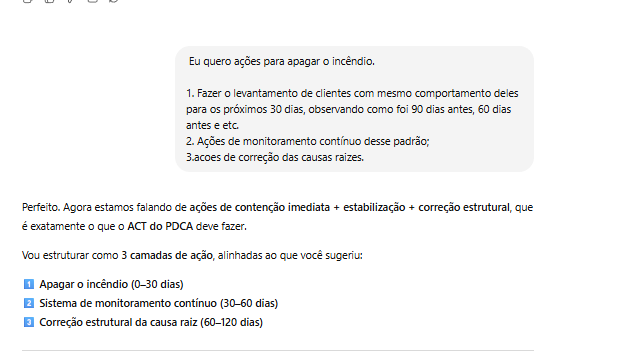 Eu quero ações para apagar o incêndio.
1. Fazer o levantamento de clientes com mesmo comportamento deles
para os próximos 30 dias, observando como foi 90 dias antes, 60 dias
antes e etc.
2. Ações de monitoramento contínuo desse padrão;
3.acoes de correção das causas raizes.
Perfeito. Agora estamos falando de ações de contenção imediata + estabilização + correção estrutural, que
é exatamente o que o ACT do PDCA deve fazer.
Vou estruturar como 3 camadas de ação, alinhadas ao que você sugeriu:
1️⃣ Apagar o incêndio (0–30 dias)
2️⃣ Sistema de monitoramento contínuo (30–60 dias)
3️⃣ Correção estrutural da causa raiz (60–120 dias)